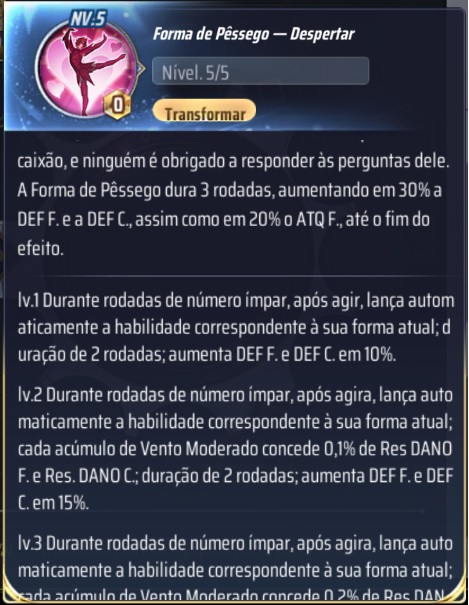 NV.5
Forma de Pêssego — Despertar
Nível. 5/5
0
Transformar
caixão, e ninguém é obrigado a responder às perguntas dele.
A Forma de Pêssego dura 3 rodadas, aumentando em 30% a
DEF F. e a DEF C., assim como em 20% o ATQ F., até o fim do
efeito.
lv.1 Durante rodadas de número ímpar, após agir, lança autom
aticamente a habilidade correspondente à sua forma atual; d
uração de 2 rodadas; aumenta DEF F. e DEF C. em 10%.
lv.2 Durante rodadas de número ímpar, após agira, lança auto
maticamente a habilidade correspondente à sua forma atual;
cada acúmulo de Vento Moderado concede 0,1% de Res DANO
F. e Res. DANO C.; duração de 2 rodadas; aumenta DEF F. e DEF
C. em 15%.
lv.3 Durante rodadas de número ímpar, após agira, lança auto
maticamente a habilidade correspondente à sua forma atual;
cada acúmulo de Vento Moderado concede 0,2% de Res DAN